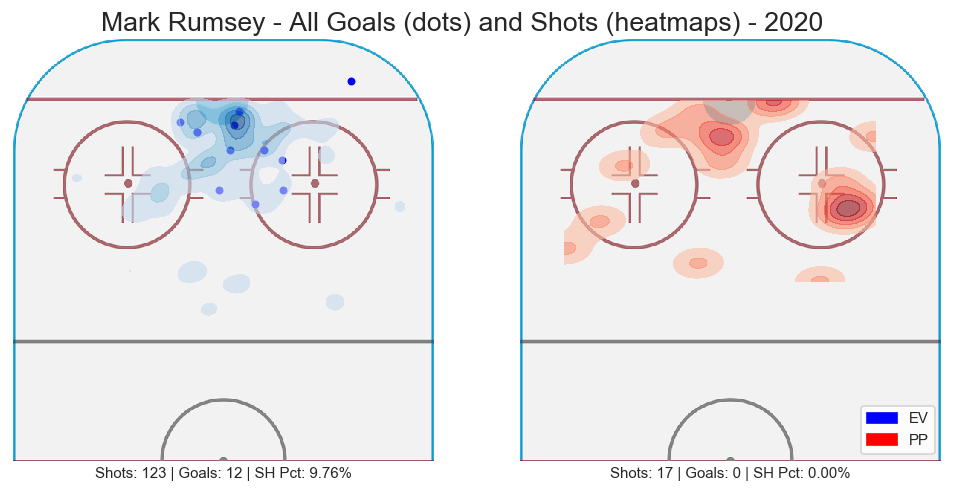 Mark Rumsey - All Goals (dots) and Shots (heatmaps) - 2020
EV
PP
Shots: 123 | Goals: 12 | SH Pct: 9.76%
Shots: 17 | Goals: 0 | SH Pct: 0.00%